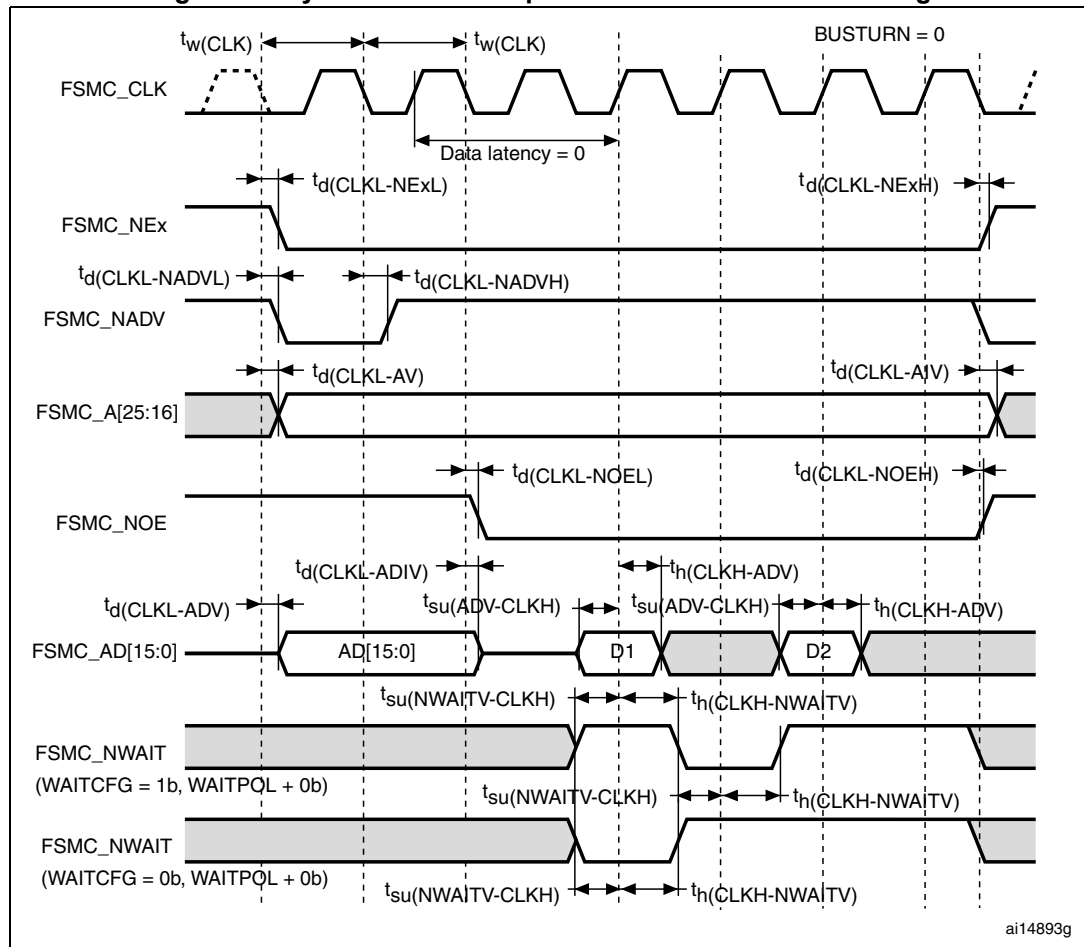 tw(CLK) tw(CLK) BUSTURN = 0
FSMC_CLK
Data latency = 0
td(CLKL-NExL) td(CLKL-NExH)
FSMC_NEx
td(CLKL-NADVL) td(CLKL-NADVH)
FSMC_NADV
td(CLKL-AV) td(CLKL-AIV)
FSMC_A[25:16]
td(CLKL-NOEL) td(CLKL-NOEH)
FSMC_NOE
td(CLKL-ADIV) th(CLKH-ADV)
td(CLKL-ADV) tsu(ADV-CLKH) tsu(ADV-CLKH) th(CLKH-ADV)
FSMC_AD[15:0] AD[15:0] D1 D2
tsu(NWAITV-CLKH) th(CLKH-NWAITV)
FSMC_NWAIT
(WAITCFG = 1b, WAITPOL + 0b)
tsu(NWAITV-CLKH) th(CLKH-NWAITV)
FSMC_NWAIT
(WAITCFG = 0b, WAITPOL + 0b)
tsu(NWAITV-CLKH) th(CLKH-NWAITV)
ai14893g